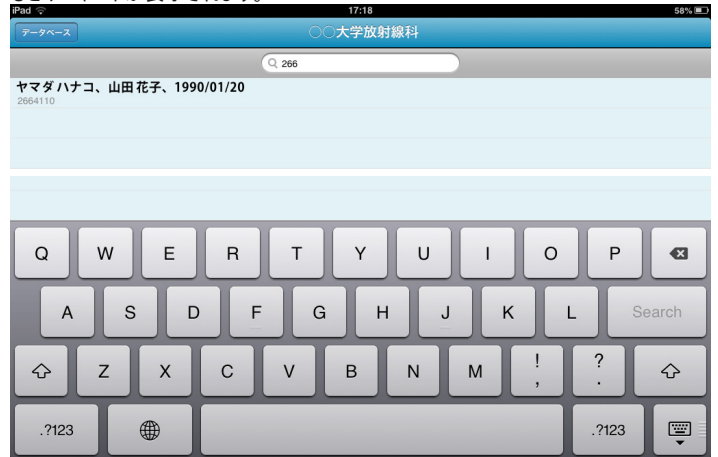 iPad 17:18 58%
データベース ○○大学放射線科
266
ヤマダ ハナコ、山田 花子、1990/01/20
2664110
Q W E R T Y U I O P
A S D F G H J K L Search
Z X C V B N M ! , ? .
.?123 .?123